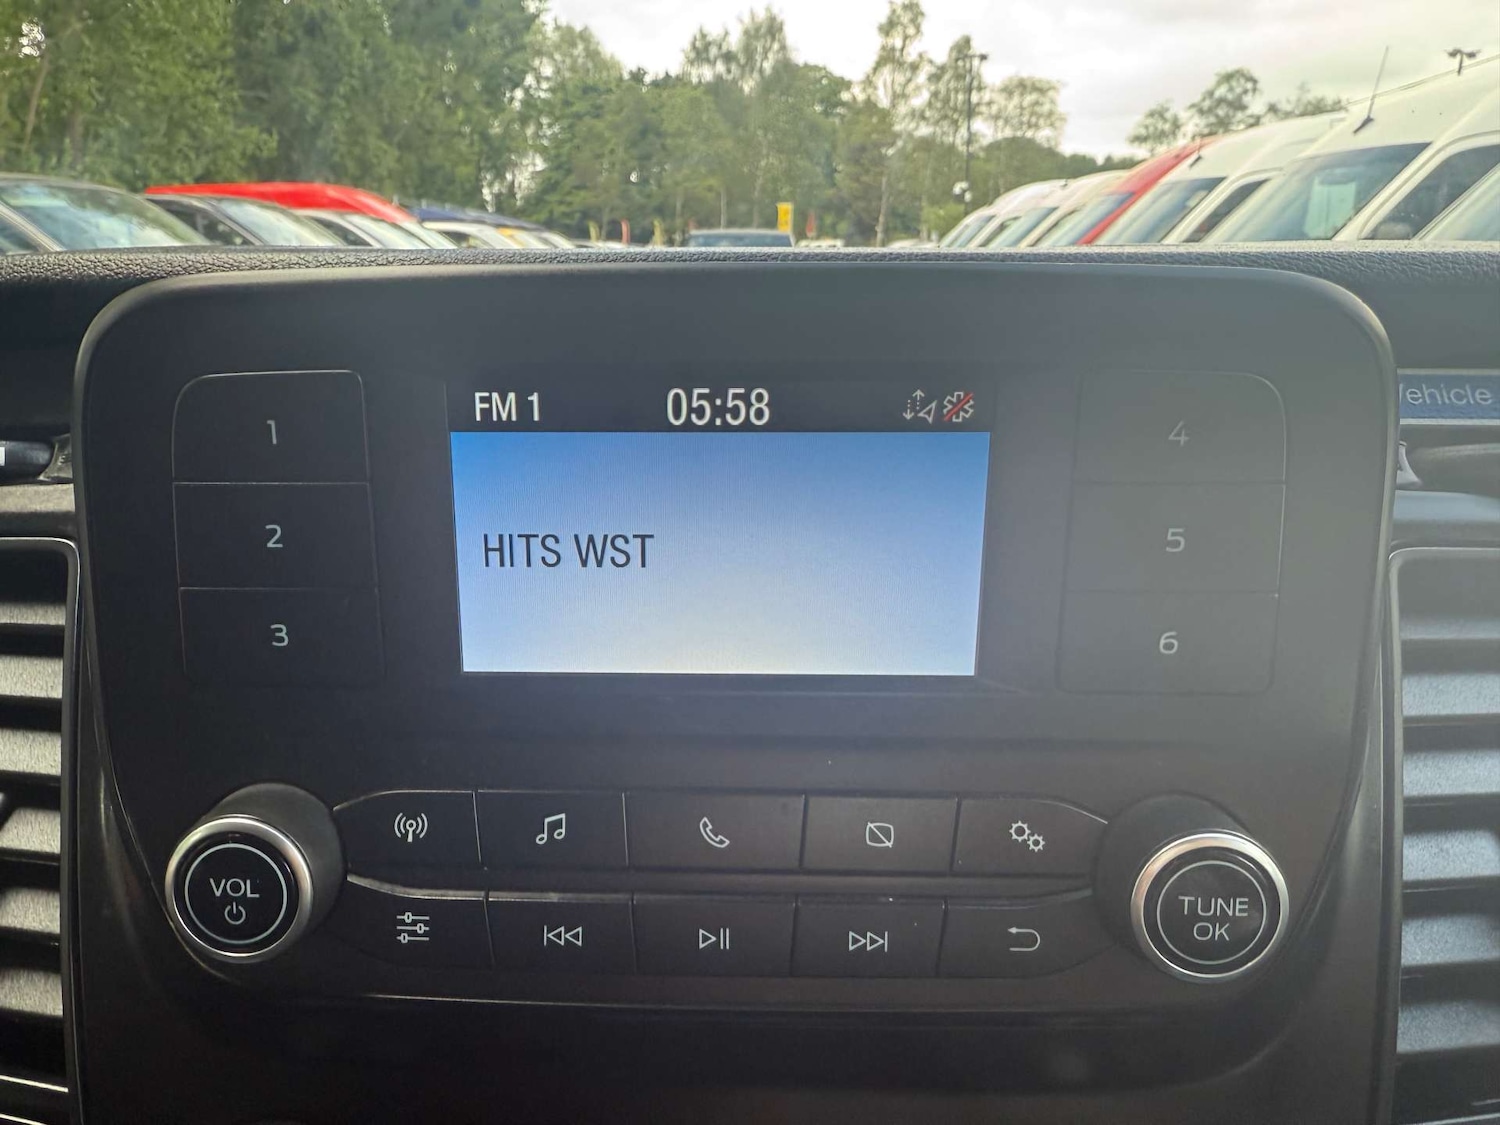 FM 1 05:58
HITS WST
1
2
3
4
5
6
VOL
TUNE
OK
Vehicle